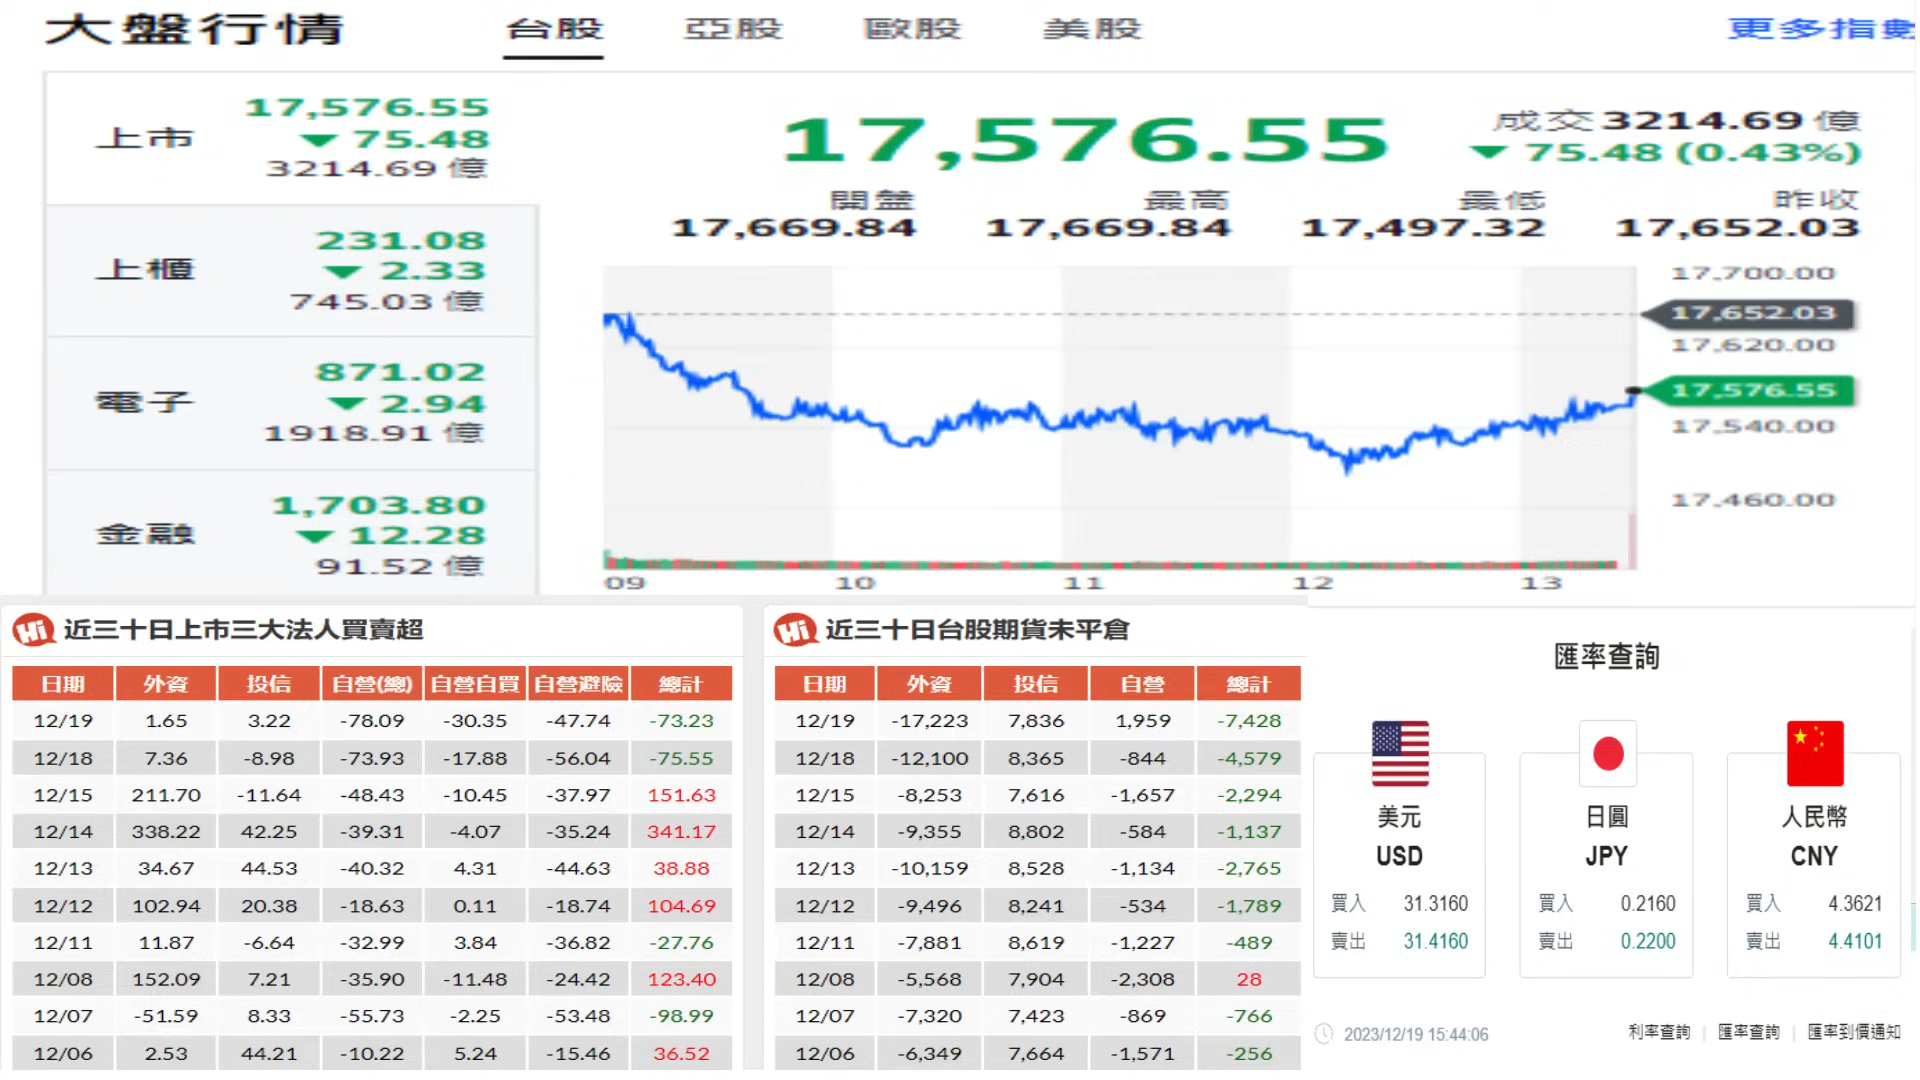 大盤行情 台股 亞股 歐股 美股
上市 17,576.55 ▼ 75.48 3214.69 億
上櫃 231.08 ▼ 2.33 745.03 億
電子 871.02 ▼ 2.94 1918.91 億
金融 1,703.80 ▼ 12.28 91.52 億
17,576.55
成交 3214.69 億
▼ 75.48 (0.43%)
開盤 最高 最低 昨收
17,669.84 17,669.84 17,497.32 17,652.03
17,700.00
17,652.03
17,620.00
17,576.55
17,540.00
17,460.00
09 10 11 12 13
Hi 近三十日上市三大法人買賣超
日期 外資 投信 自營(總) 自營自買 自營避險 總計
12/19 1.65 3.22 -78.09 -30.35 -47.74 -73.23
12/18 7.36 -8.98 -73.93 -17.88 -56.04 -75.55
12/15 211.70 -11.64 -48.43 -10.45 -37.97 151.63
12/14 338.22 42.25 -39.31 -4.07 -35.24 341.17
12/13 34.67 44.53 -40.32 4.31 -44.63 38.88
12/12 102.94 20.38 -18.63 0.11 -18.74 104.69
12/11 11.87 -6.64 -32.99 3.84 -36.82 -27.76
12/08 152.09 7.21 -35.90 -11.48 -24.42 123.40
12/07 -51.59 8.33 -55.73 -2.25 -53.48 -98.99
12/06 2.53 44.21 -10.22 5.24 -15.46 36.52
Hi 近三十日台股期貨未平倉
日期 外資 投信 自營 總計
12/19 -17,223 7,836 1,959 -7,428
12/18 -12,100 8,365 -844 -4,579
12/15 -8,253 7,616 -1,657 -2,294
12/14 -9,355 8,802 -584 -1,137
12/13 -10,159 8,528 -1,134 -2,765
12/12 -9,496 8,241 -534 -1,789
12/11 -7,881 8,619 -1,227 -489
12/08 -5,568 7,904 -2,308 28
12/07 -7,320 7,423 -869 -766
12/06 -6,349 7,664 -1,571 -256
匯率查詢
美元
USD
買入 31.3160
賣出 31.4160
日圓
JPY
買入 0.2160
賣出 0.2200
人民幣
CNY
買入 4.3621
賣出 4.4101
2023/12/19 15:44:06
利率查詢 | 匯率查詢 | 匯率到價通知